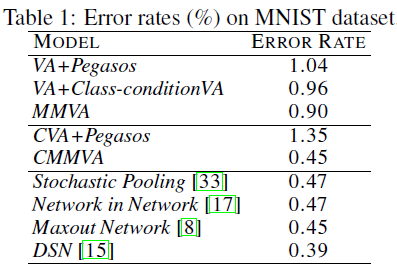 Table 1: Error rates (%) on MNIST dataset.
MODEL ERROR RATE
VA+Pegasos 1.04
VA+Class-conditionVA 0.96
MMVA 0.90
CVA+Pegasos 1.35
CMMVA 0.45
Stochastic Pooling [33] 0.47
Network in Network [17] 0.47
Maxout Network [8] 0.45
DSN [15] 0.39